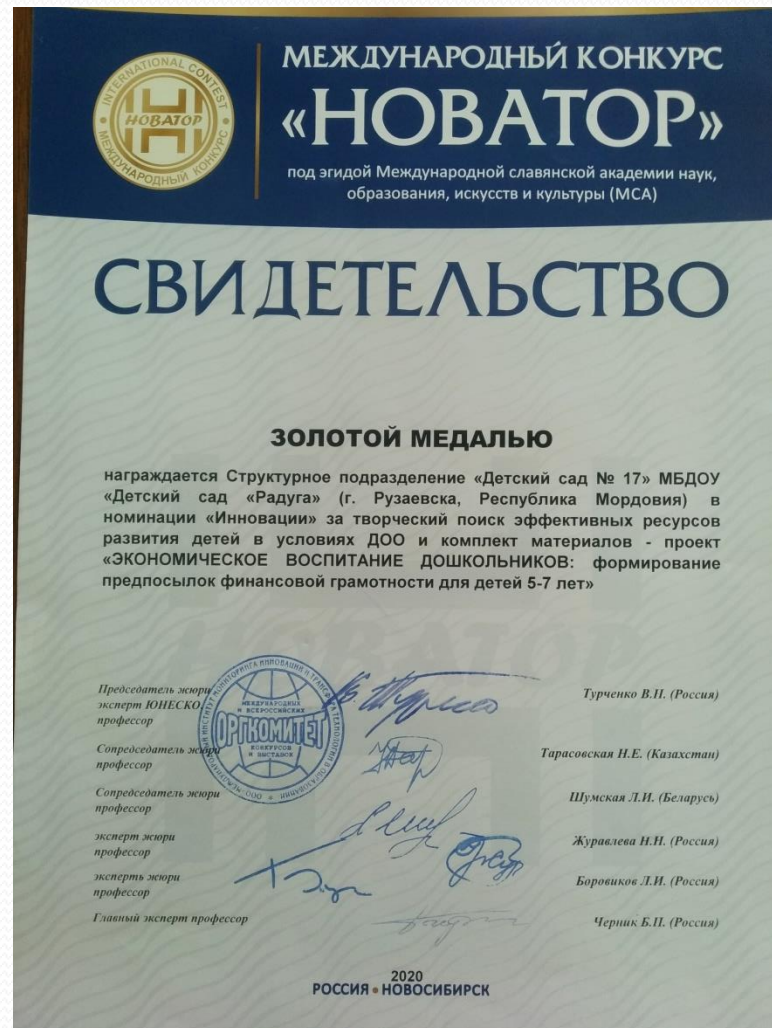 INTERNATIONAL CONTEST
НОВАТОР
МЕЖДУНАРОДНЫЙ КОНКУРС
МЕЖДУНАРОДНЫЙ КОНКУРС
«НОВАТОР»
под эгидой Международной славянской академии наук,
образования, искусств и культуры (МСА)
СВИДЕТЕЛЬСТВО
ЗОЛОТОЙ МЕДАЛЬЮ
награждается Структурное подразделение «Детский сад № 17» МБДОУ
«Детский сад «Радуга» (г. Рузаевска, Республика Мордовия) в
номинации «Инновации» за творческий поиск эффективных ресурсов
развития детей в условиях ДОО и комплект материалов - проект
«ЭКОНОМИЧЕСКОЕ ВОСПИТАНИЕ ДОШКОЛЬНИКОВ: формирование
предпосылок финансовой грамотности для детей 5-7 лет»
Председатель жюри
эксперт ЮНЕСКО
профессор
Турченко В.П. (Россия)
МЕЖДУНАРОДНЫХ
И ВСЕРОССИЙСКИХ
ОРГКОМИТЕТ
КОНКУРСОВ
И ВЫСТАВОК
Сопредседатель жюри
профессор
Тарасовская Н.Е. (Казахстан)
Сопредседатель жюри
профессор
Шумская Л.И. (Беларусь)
эксперт жюри
профессор
Журавлева Н.Н. (Россия)
эксперть жюри
профессор
Боровиков Л.И. (Россия)
Главный эксперт профессор
Черник Б.П. (Россия)
2020
РОССИЯ • НОВОСИБИРСК